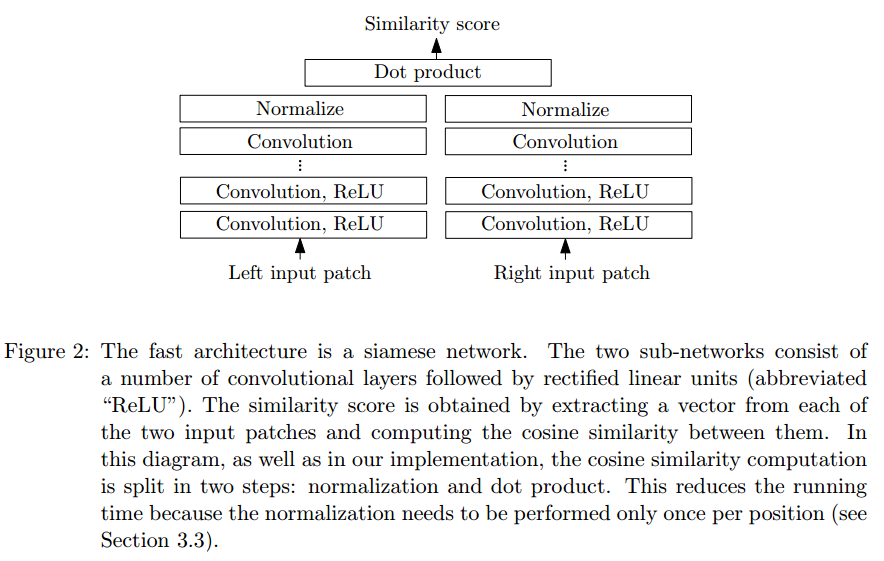 Similarity score
Dot product
Normalize
Normalize
Convolution
Convolution
⋮
⋮
Convolution, ReLU
Convolution, ReLU
Convolution, ReLU
Convolution, ReLU
Left input patch
Right input patch
Figure 2: The fast architecture is a siamese network. The two sub-networks consist of
a number of convolutional layers followed by rectified linear units (abbreviated
“ReLU”). The similarity score is obtained by extracting a vector from each of
the two input patches and computing the cosine similarity between them. In
this diagram, as well as in our implementation, the cosine similarity computation
is split in two steps: normalization and dot product. This reduces the running
time because the normalization needs to be performed only once per position (see
Section 3.3).